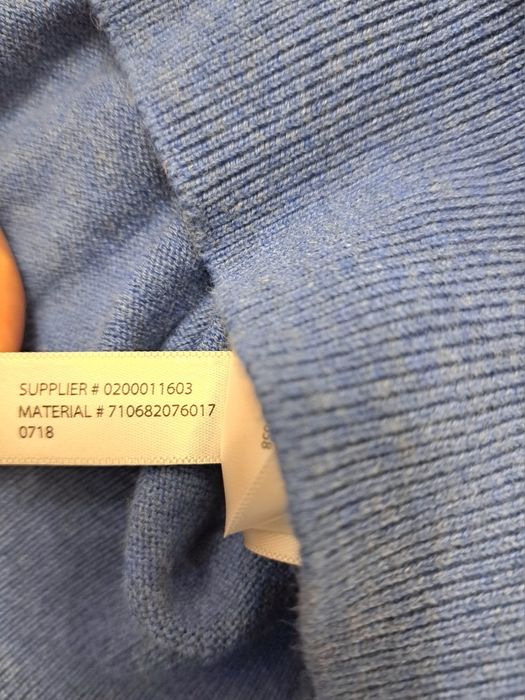 SUPPLIER # 0200011603
MATERIAL # 710682076017
0718